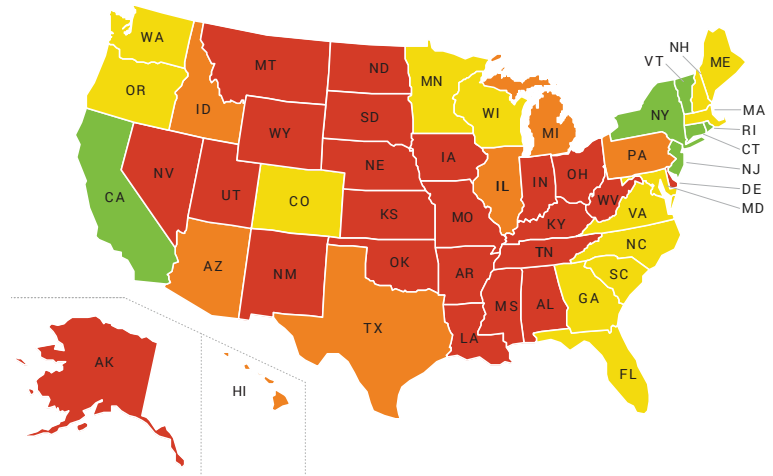 WA
MT
ND
MN
VT
NH
ME
OR
ID
SD
WI
MI
NY
MA
RI
CT
NJ
DE
MD
WY
IA
NE
PA
CA
NV
UT
CO
KS
MO
IL
IN
OH
WV
VA
KY
NC
TN
SC
AZ
NM
OK
AR
MS
AL
GA
TX
LA
FL
AK
HI